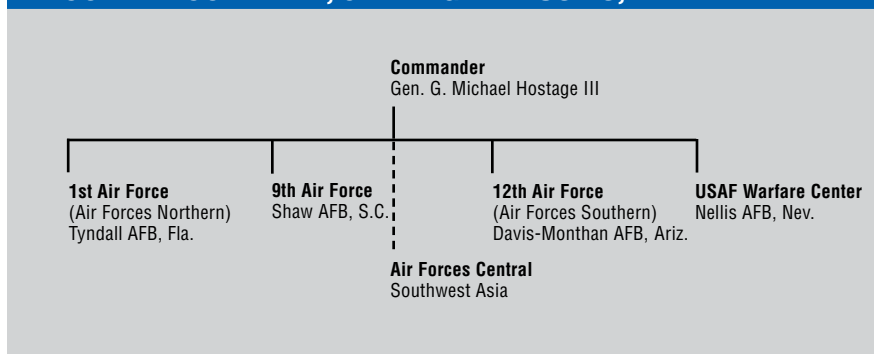 Commander
Gen. G. Michael Hostage III
1st Air Force
(Air Forces Northern)
Tyndall AFB, Fla.
9th Air Force
Shaw AFB, S.C.
12th Air Force
(Air Forces Southern)
Davis-Monthan AFB, Ariz.
USAF Warfare Center
Nellis AFB, Nev.
Air Forces Central
Southwest Asia